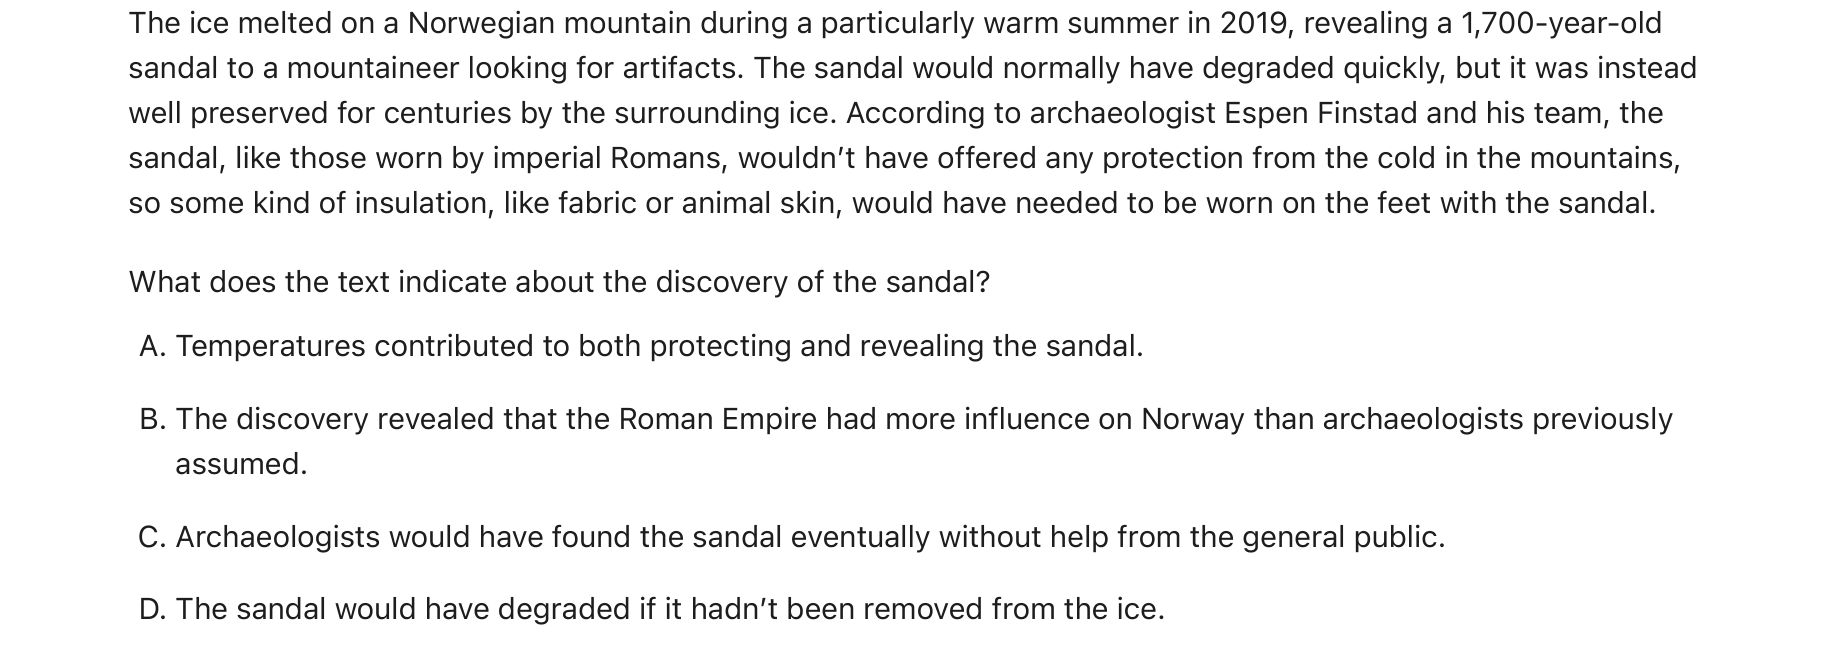 The ice melted on a Norwegian mountain during a particularly warm summer in 2019, revealing a 1,700-year-old
sandal to a mountaineer looking for artifacts. The sandal would normally have degraded quickly, but it was instead
well preserved for centuries by the surrounding ice. According to archaeologist Espen Finstad and his team, the
sandal, like those worn by imperial Romans, wouldn’t have offered any protection from the cold in the mountains,
so some kind of insulation, like fabric or animal skin, would have needed to be worn on the feet with the sandal.
What does the text indicate about the discovery of the sandal?
A. Temperatures contributed to both protecting and revealing the sandal.
B. The discovery revealed that the Roman Empire had more influence on Norway than archaeologists previously
assumed.
C. Archaeologists would have found the sandal eventually without help from the general public.
D. The sandal would have degraded if it hadn’t been removed from the ice.